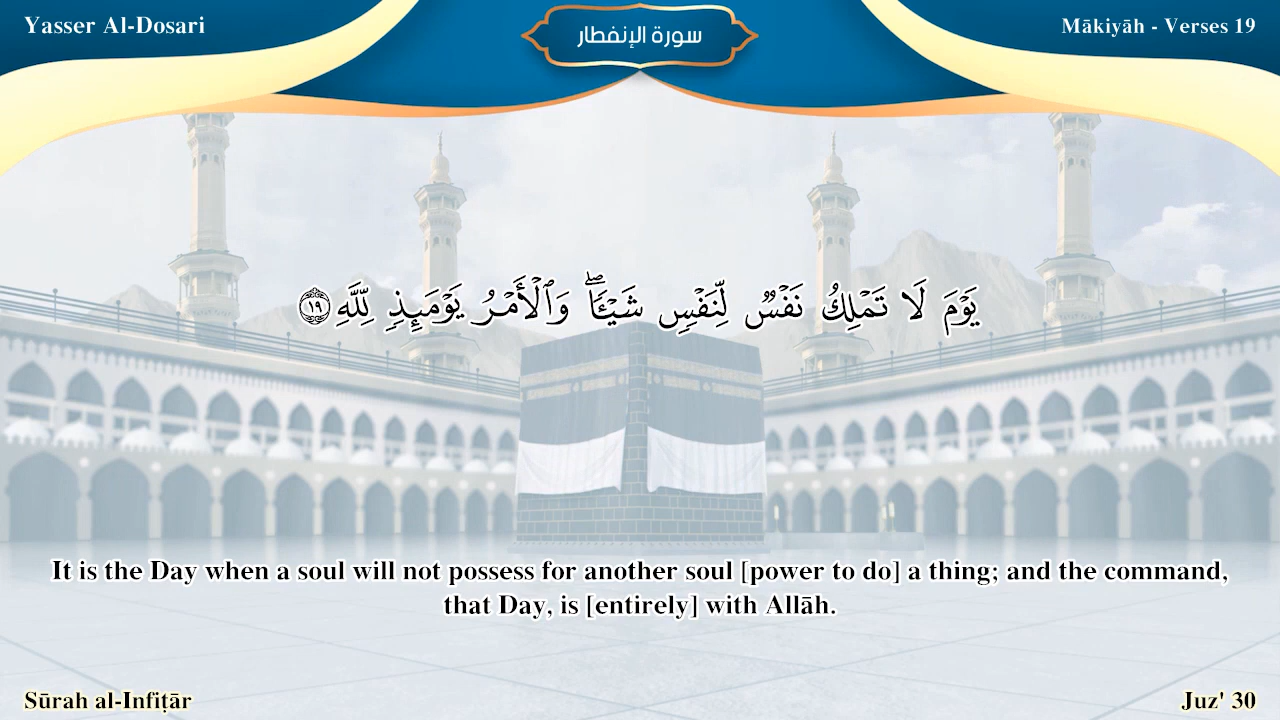 Yasser Al-Dosari
سورة الإنفطار
Mākiyāh - Verses 19
يَوْمَ لَا تَمْلِكُ نَفْسٌ لِّنَفْسٍ شَيْـًٔا ۖ وَٱلْأَمْرُ يَوْمَئِذٍ لِّلَّهِ ١٩
It is the Day when a soul will not possess for another soul [power to do] a thing; and the command,
that Day, is [entirely] with Allāh.
Sūrah al-Infiṭār
Juz' 30